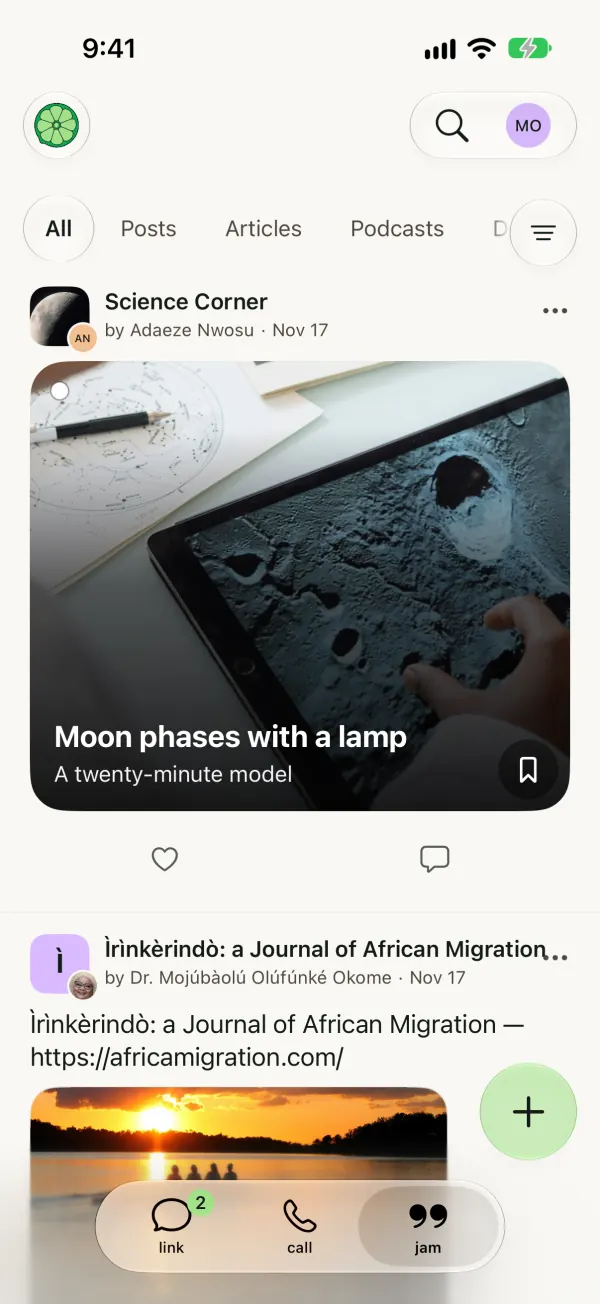 9:41
MO
All
Posts
Articles
Podcasts
D
Science Corner
AN
by Adaeze Nwosu · Nov 17
Moon phases with a lamp
A twenty-minute model
Ì
Ìrìnkèrindò: a Journal of African Migration
by Dr. Mojúbàolú Olúfúnké Okome · Nov 17
Ìrìnkèrindò: a Journal of African Migration —
https://africamigration.com/
2
link
call
jam